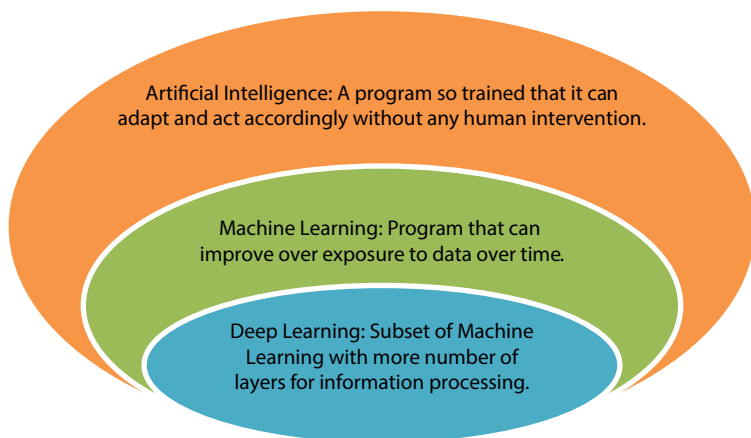 Artificial Intelligence: A program so trained that it can
adapt and act accordingly without any human intervention.
Machine Learning: Program that can
improve over exposure to data over time.
Deep Learning: Subset of Machine
Learning with more number of
layers for information processing.